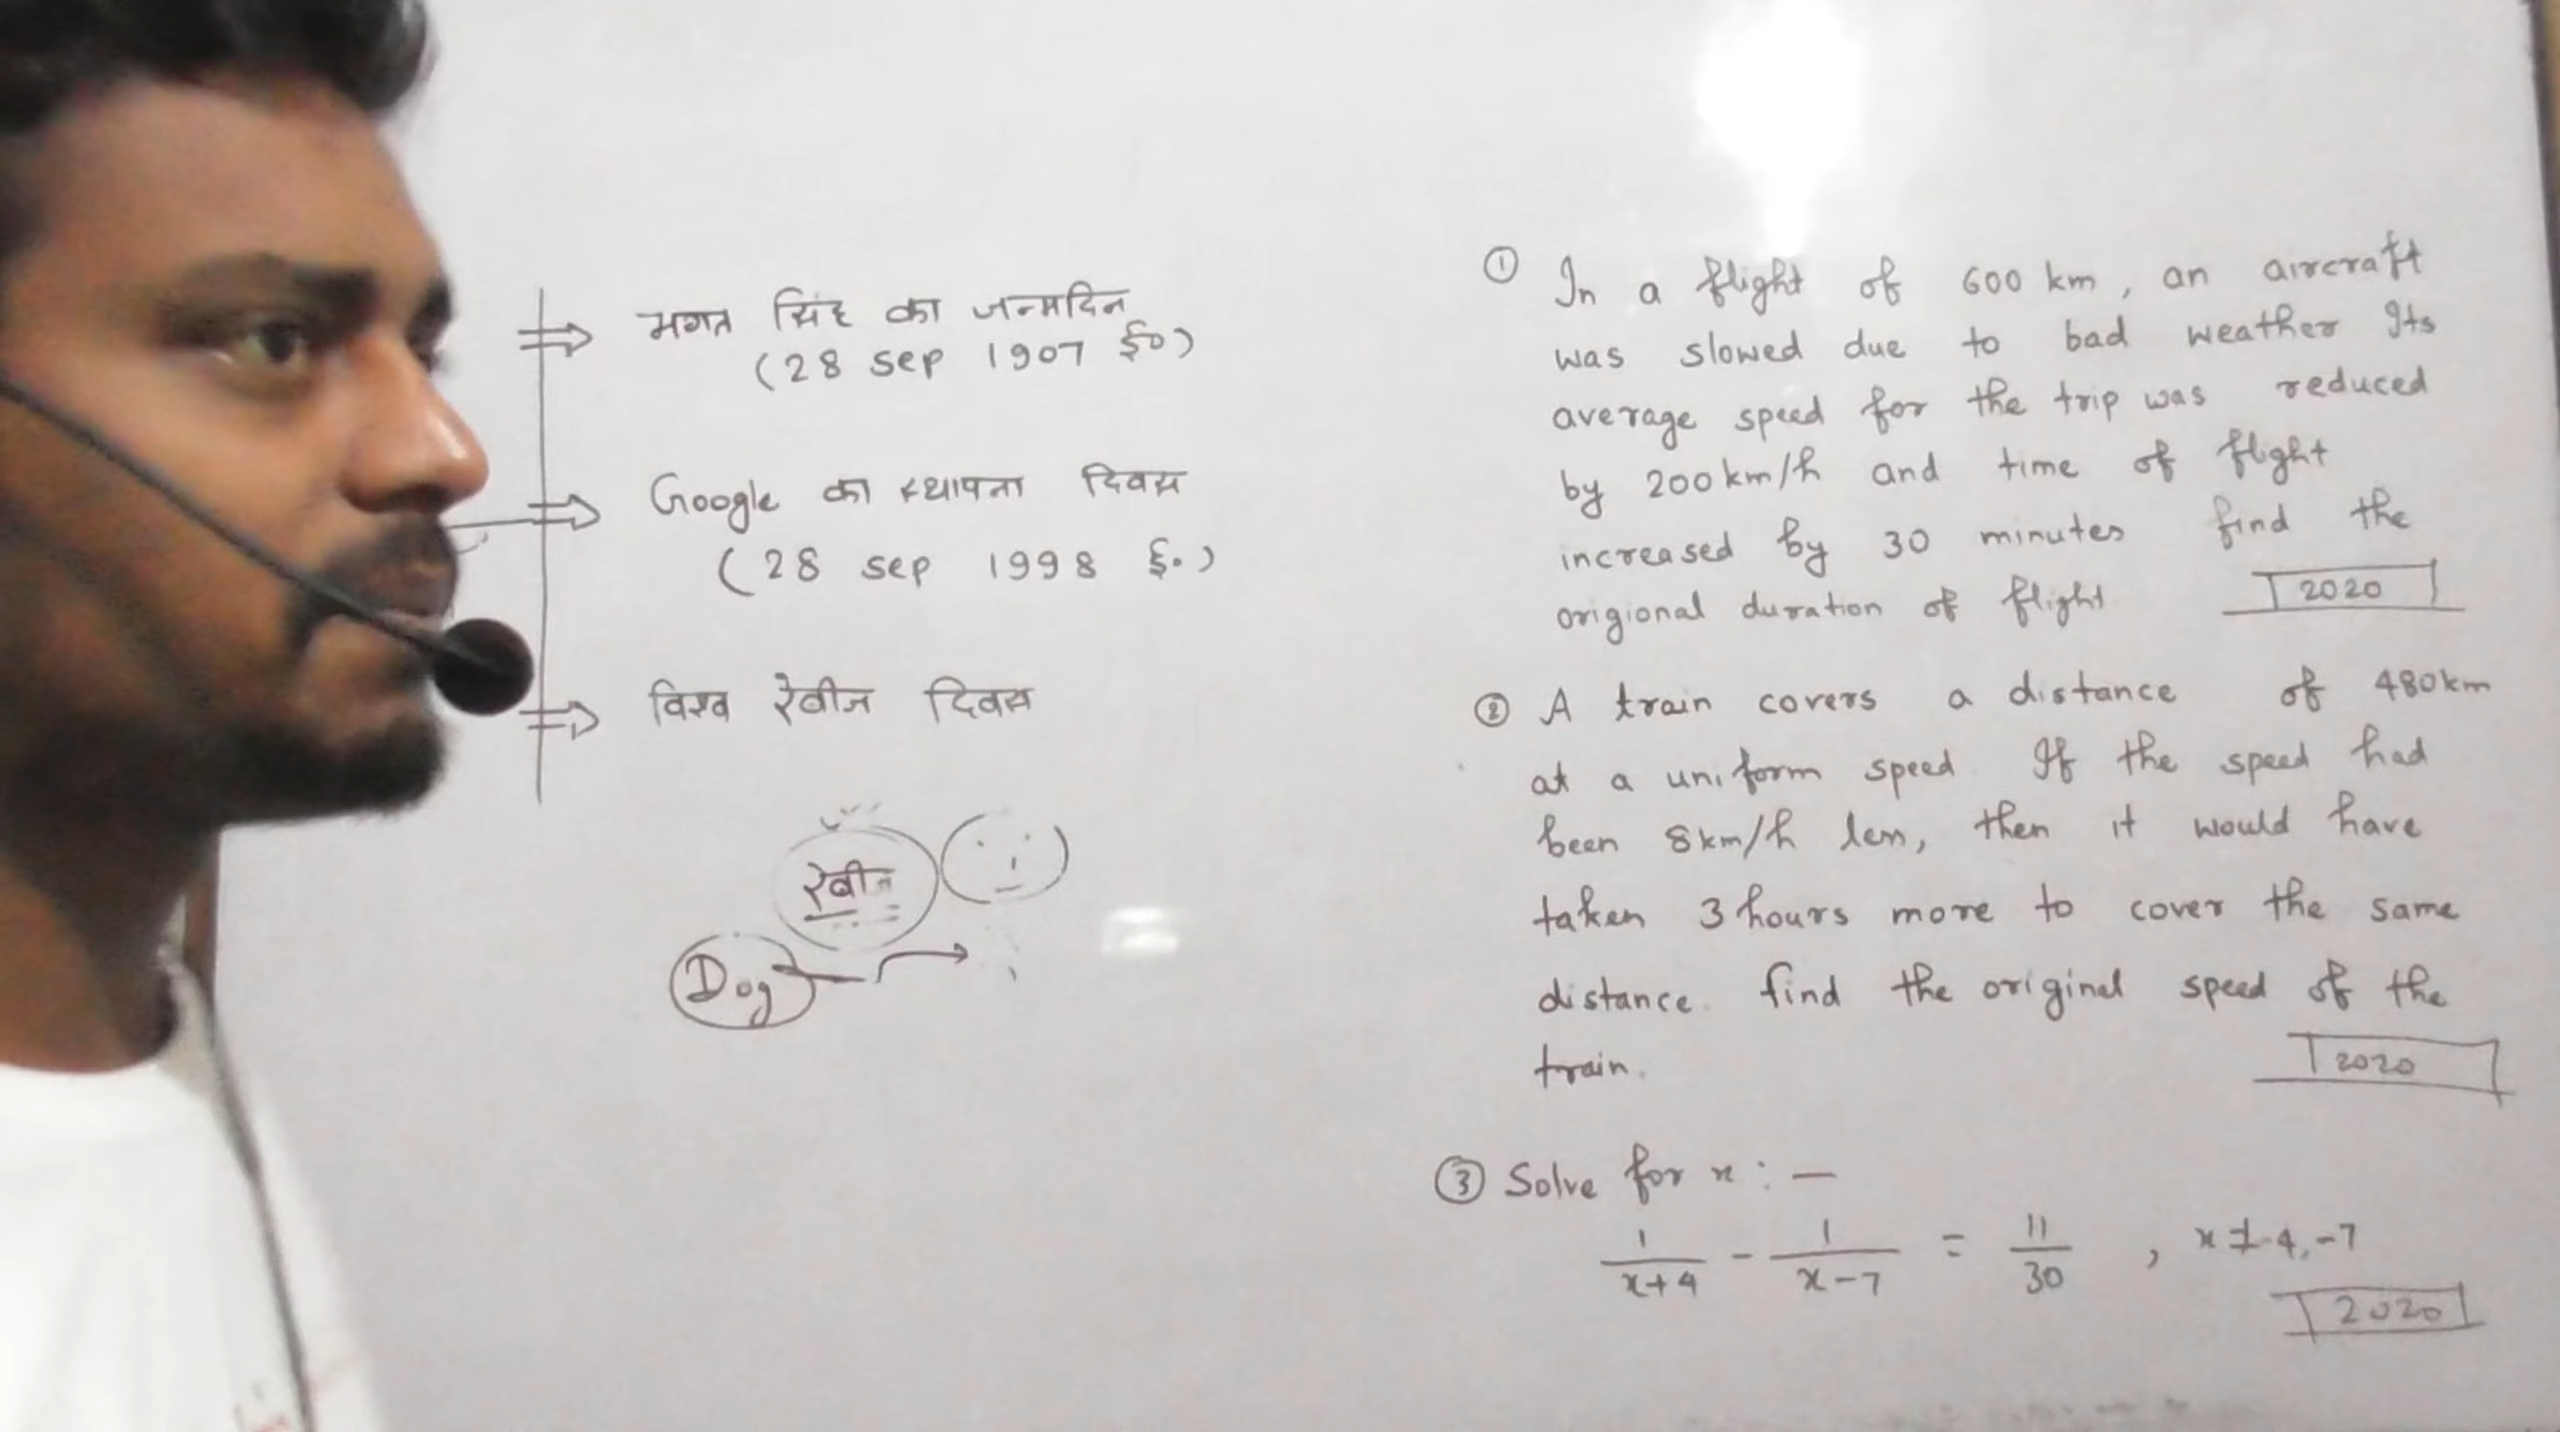 भगत सिंह का जन्मदिन
(28 sep 1907 ई०)
Google का स्थापना दिवस
(28 sep 1998 ई.)
विश्व रेबीज दिवस
रेबीज
Dog
① In a flight of 600 km, an aircraft
was slowed due to bad weather Its
average speed for the trip was reduced
by 200 km/h and time of flight
increased by 30 minutes find the
origional duration of flight
2020
② A train covers a distance of 480km
at a uniform speed If the speed had
been 8km/h less, then it would have
taken 3 hours more to cover the same
distance. find the original speed of the
train.
2020
③ Solve for x : —
1/(x+4) - 1/(x-7) = 11/30 , x ≠ -4, -7
2020